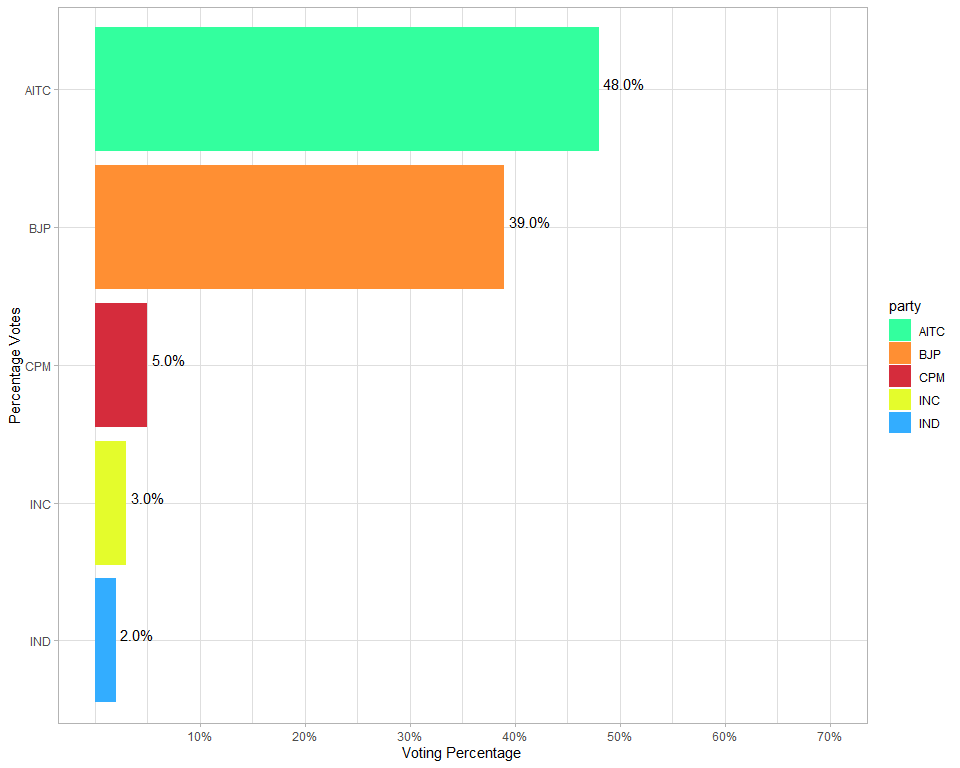 AITC
48.0%
BJP
39.0%
CPM
5.0%
INC
3.0%
IND
2.0%
Percentage Votes
10%
20%
30%
40%
50%
60%
70%
Voting Percentage
party
AITC
BJP
CPM
INC
IND